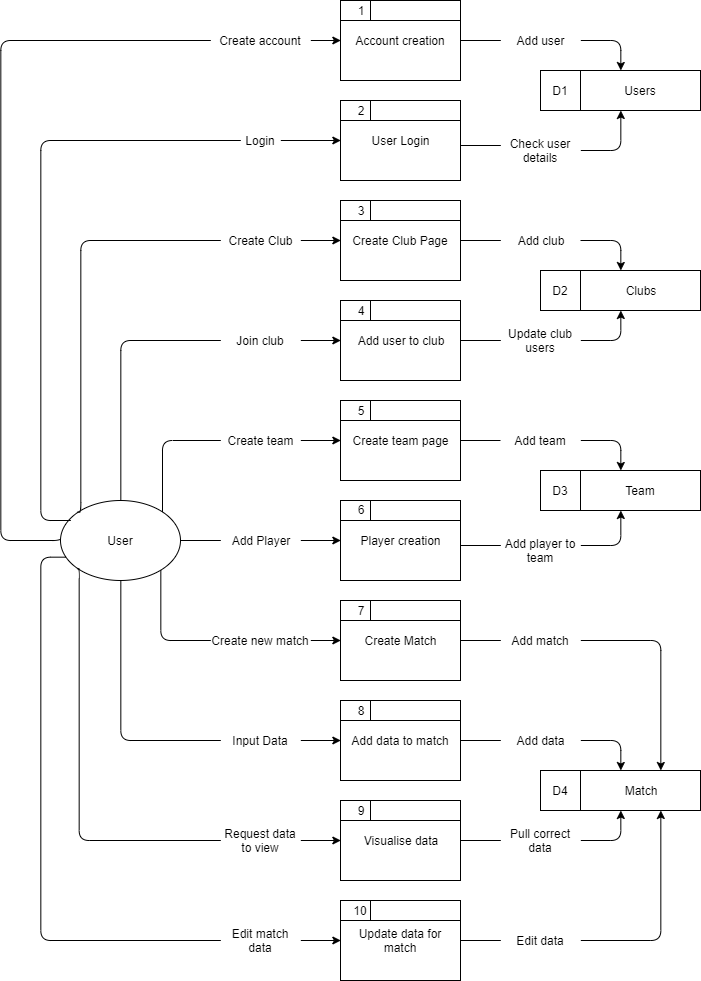 1
Create account
Account creation
Add user
D1
Users
2
Login
User Login
Check user
details
3
Create Club
Create Club Page
Add club
D2
Clubs
4
Join club
Add user to club
Update club
users
5
Create team
Create team page
Add team
D3
Team
6
User
Add Player
Player creation
Add player to
team
7
Create new match
Create Match
Add match
8
Input Data
Add data to match
Add data
D4
Match
9
Request data
to view
Visualise data
Pull correct
data
10
Edit match
data
Update data for
match
Edit data